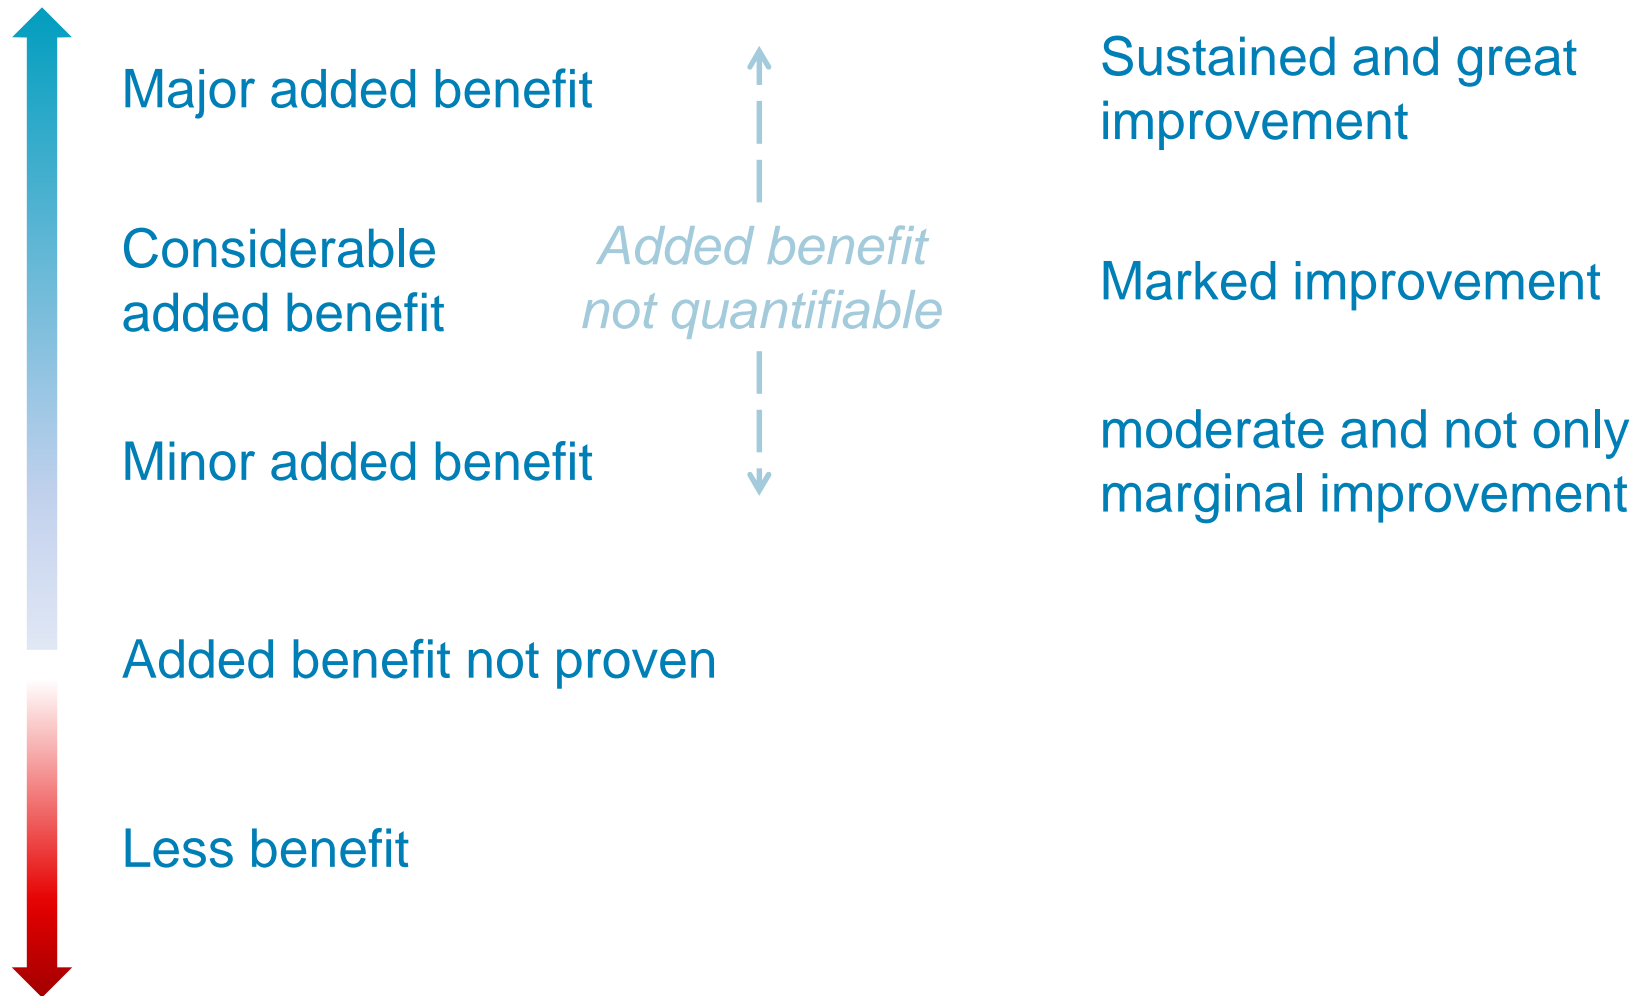 Major added benefit
Sustained and great
improvement
Considerable
added benefit
Added benefit
not quantifiable
Marked improvement
Minor added benefit
moderate and not only
marginal improvement
Added benefit not proven
Less benefit